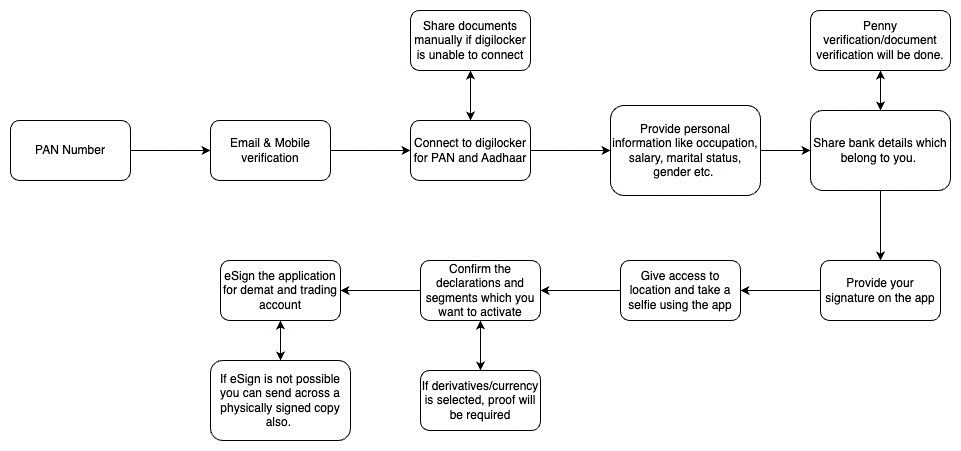 PAN Number
Email & Mobile
verification
Share documents
manually if digilocker
is unable to connect
Connect to digilocker
for PAN and Aadhaar
Provide personal
information like occupation,
salary, marital status,
gender etc.
Penny
verification/document
verification will be done.
Share bank details which
belong to you.
Provide your
signature on the app
Give access to
location and take a
selfie using the app
Confirm the
declarations and
segments which you
want to activate
If derivatives/currency
is selected, proof will
be required
eSign the application
for demat and trading
account
If eSign is not possible
you can send across a
physically signed copy
also.